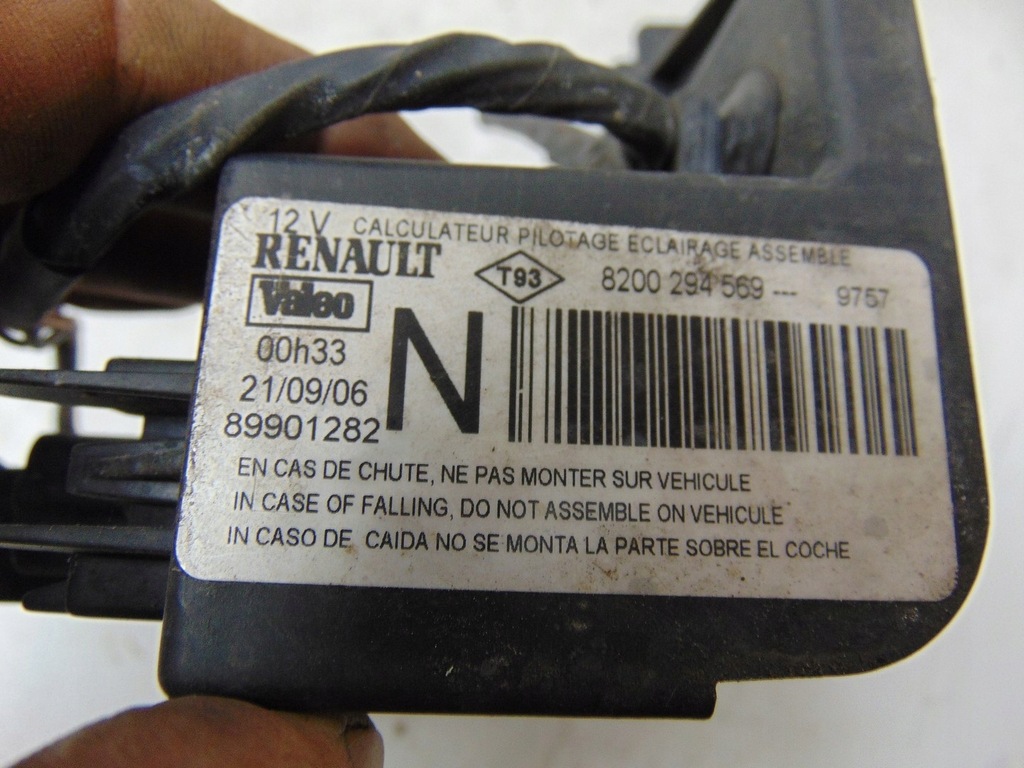 12 V CALCULATEUR PILOTAGE ECLAIRAGE ASSEMBLE
RENAULT T93 8200 294 569 --- 9757
Valeo
00h33 N
21/09/06
89901282
EN CAS DE CHUTE, NE PAS MONTER SUR VEHICULE
IN CASE OF FALLING, DO NOT ASSEMBLE ON VEHICULE
IN CASO DE CAIDA NO SE MONTA LA PARTE SOBRE EL COCHE